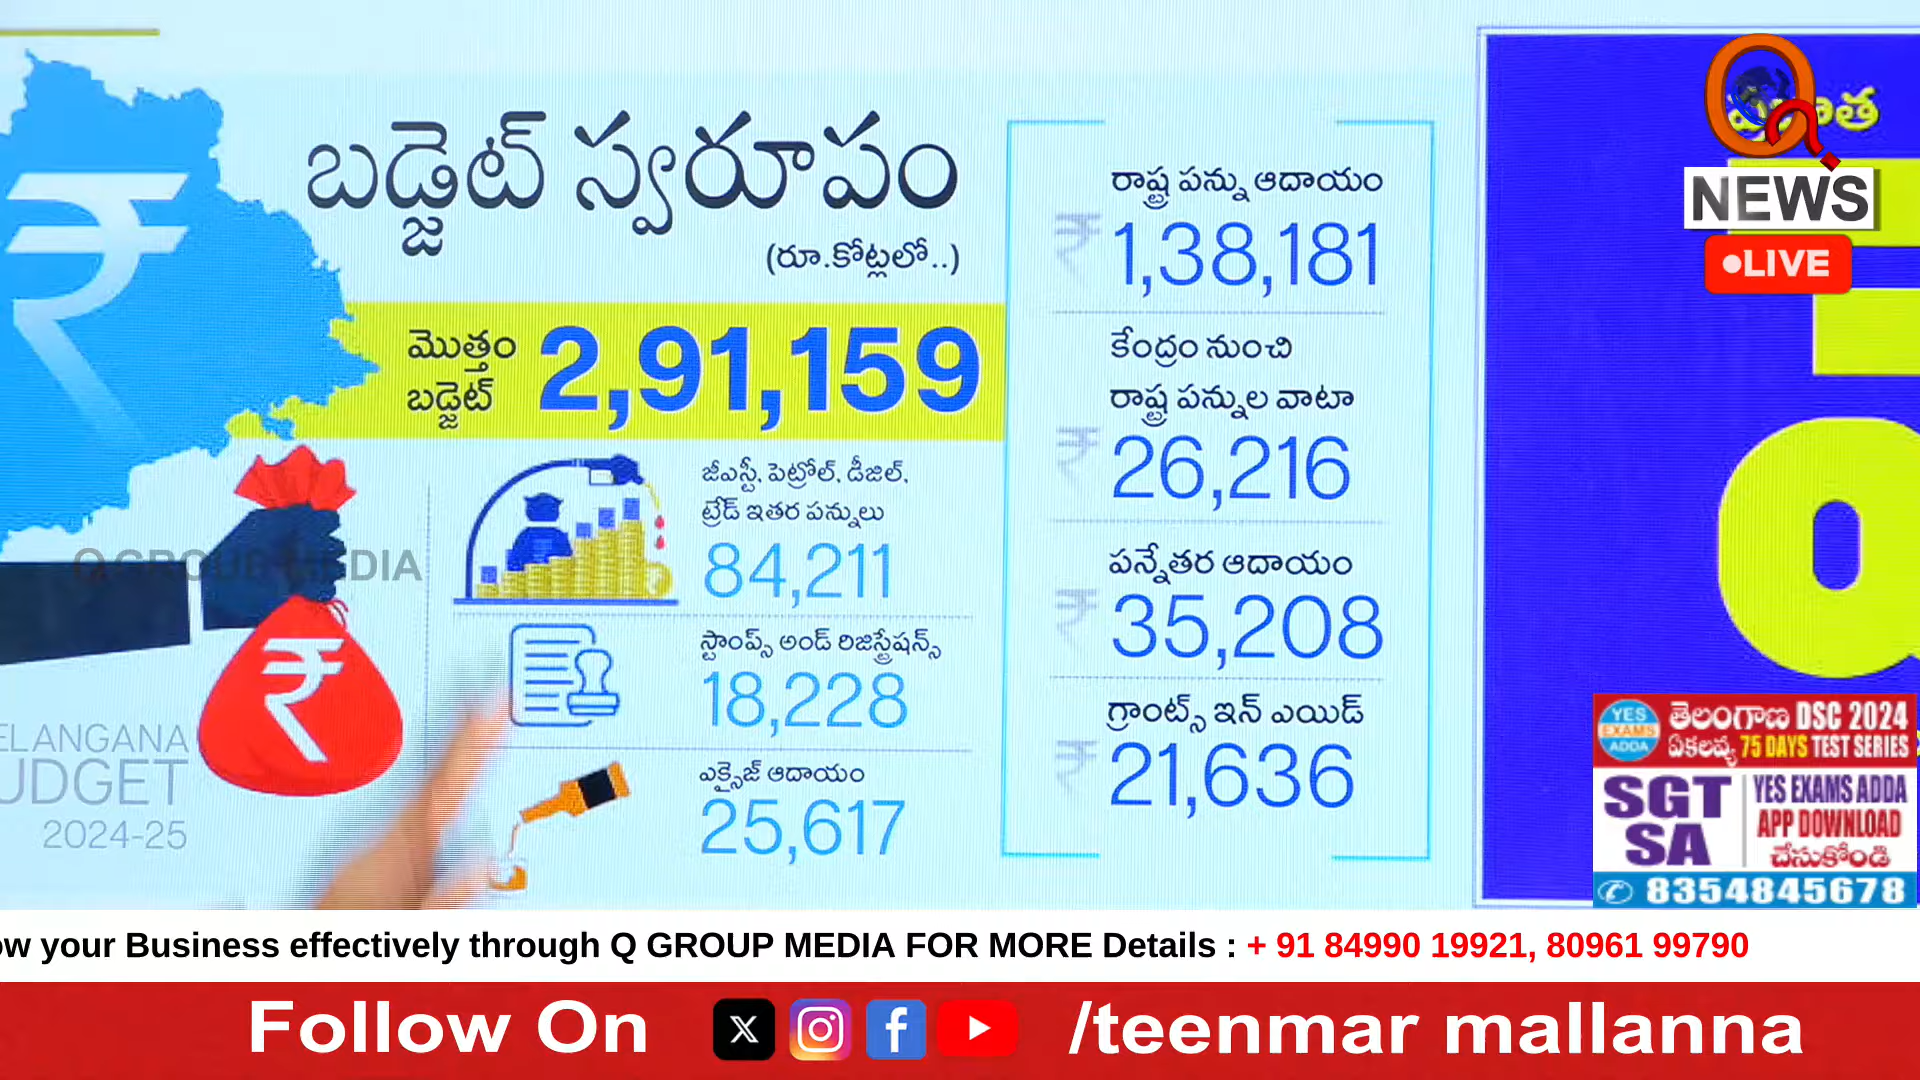 బడ్జెట్ స్వరూపం
(రూ.కోట్లలో..)
మొత్తం
బడ్జెట్
2,91,159
జీఎస్టీ, పెట్రోల్, డీజిల్,
ట్రేడ్ ఇతర పన్నులు
84,211
స్టాంప్స్ అండ్ రిజిస్ట్రేషన్స్
18,228
ఎక్సైజ్ ఆదాయం
25,617
రాష్ట్ర పన్ను ఆదాయం
₹ 1,38,181
కేంద్రం నుంచి
రాష్ట్ర పన్నుల వాటా
₹ 26,216
పన్నేతర ఆదాయం
₹ 35,208
గ్రాంట్స్ ఇన్ ఎయిడ్
₹ 21,636
₹
₹
Q GROUP MEDIA
ELANGANA
UDGET
2024-25
Q
NEWS
LIVE
YES
EXAMS
ADDA
తెలంగాణ DSC 2024
ఏకలవ్య 75 DAYS TEST SERIES
SGT
SA
YES EXAMS ADDA
APP DOWNLOAD
చేసుకోండి
8354845678
ow your Business effectively through Q GROUP MEDIA FOR MORE Details : + 91 84990 19921, 80961 99790
Follow On /teenmar mallanna